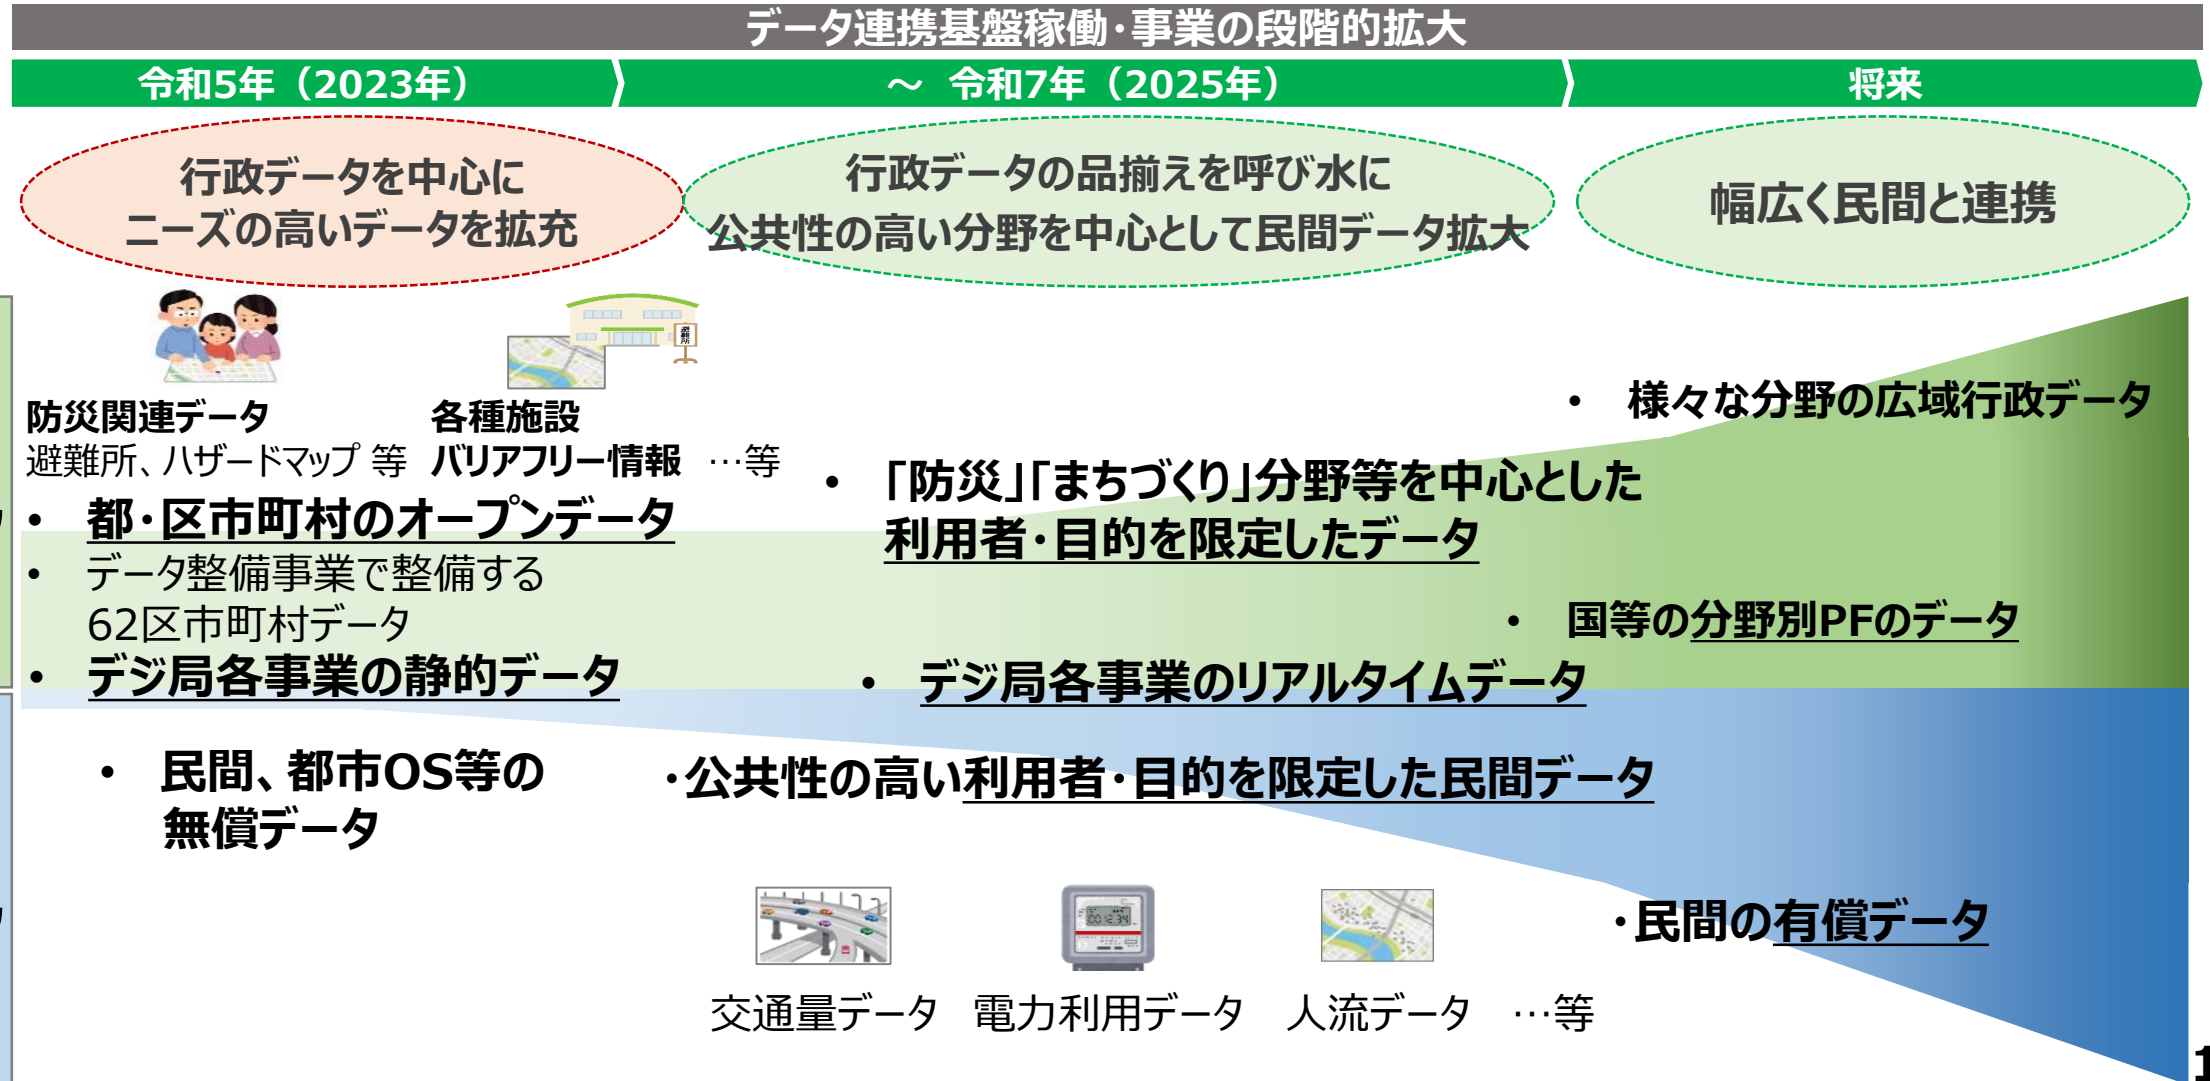 データ連携基盤稼働・事業の段階的拡大
令和5年（2023年）
～ 令和7年（2025年）
将来
行政データを中心に
ニーズの高いデータを拡充
行政データの品揃えを呼び水に
公共性の高い分野を中心として民間データ拡大
幅広く民間と連携
避難所
防災関連データ
避難所、ハザードマップ 等
各種施設
バリアフリー情報 …等
• 都・区市町村のオープンデータ
• データ整備事業で整備する
62区市町村データ
• デジ局各事業の静的データ
• 「防災」「まちづくり」分野等を中心とした
利用者・目的を限定したデータ
• デジ局各事業のリアルタイムデータ
• 様々な分野の広域行政データ
• 国等の分野別PFのデータ
• 民間、都市OS等の
無償データ
・公共性の高い利用者・目的を限定した民間データ
交通量データ 電力利用データ 人流データ …等
・民間の有償データ